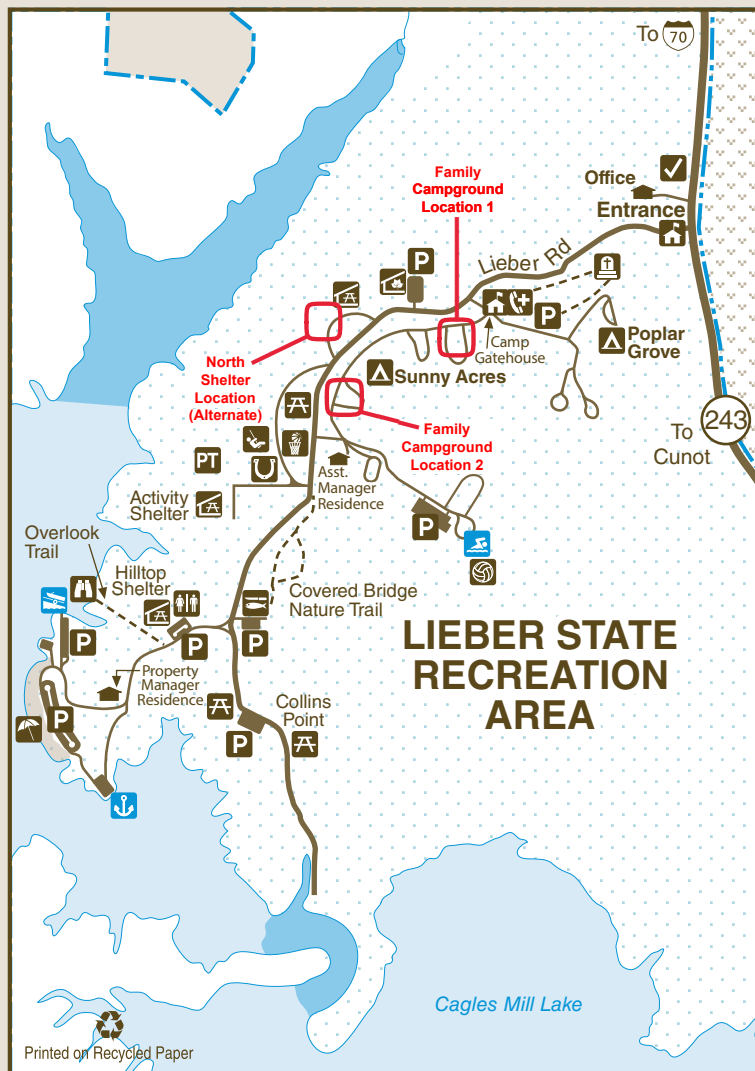 To 70
Family
Campground
Location 1
Office
Entrance
Lieber Rd
P
P
Camp
Gatehouse
Poplar
Grove
North
Shelter
Location
(Alternate)
Sunny Acres
243
To
Cunot
Family
Campground
Location 2
PT
Asst.
Manager
Residence
Activity
Shelter
P
Overlook
Trail
Hilltop
Shelter
Covered Bridge
Nature Trail
P
P
P
LIEBER STATE
RECREATION
AREA
Property
Manager
Residence
P
Collins
Point
P
Cagles Mill Lake
Printed on Recycled Paper